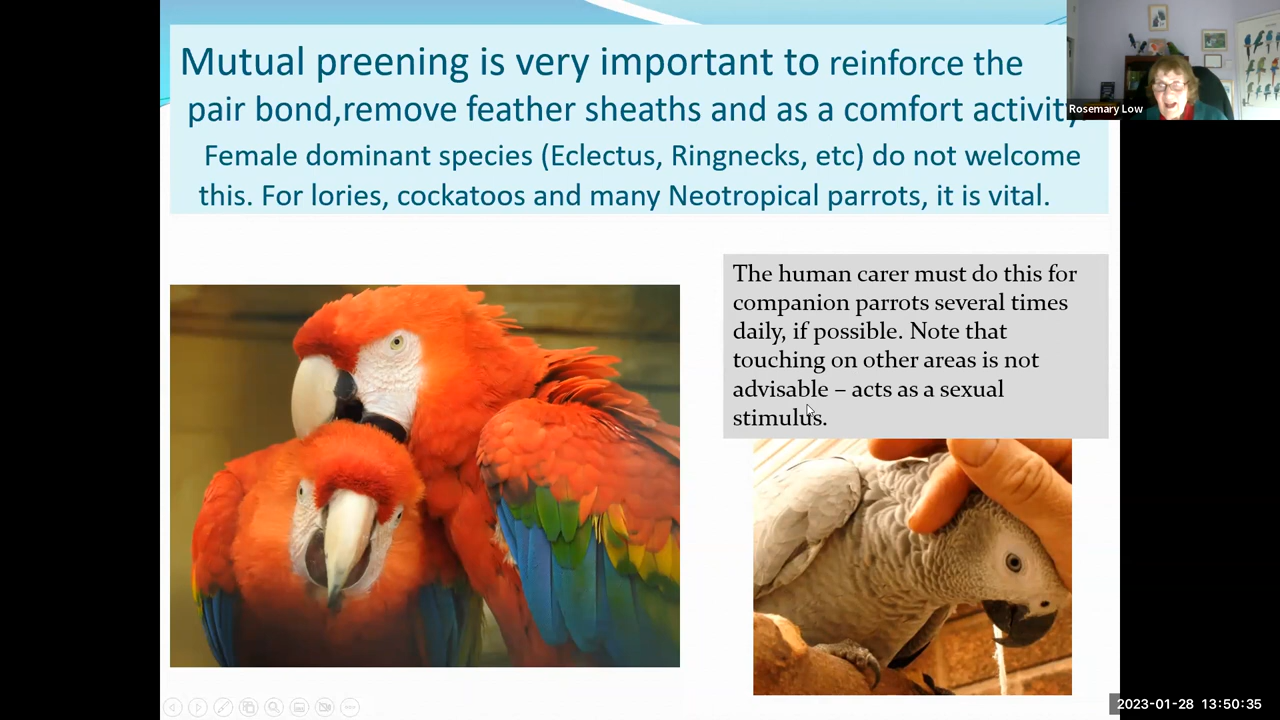 Mutual preening is very important to reinforce the
pair bond,remove feather sheaths and as a comfort activity.
Female dominant species (Eclectus, Ringnecks, etc) do not welcome
this. For lories, cockatoos and many Neotropical parrots, it is vital.
Rosemary Low
The human carer must do this for
companion parrots several times
daily, if possible. Note that
touching on other areas is not
advisable – acts as a sexual
stimulus.
2023-01-28 13:50:35